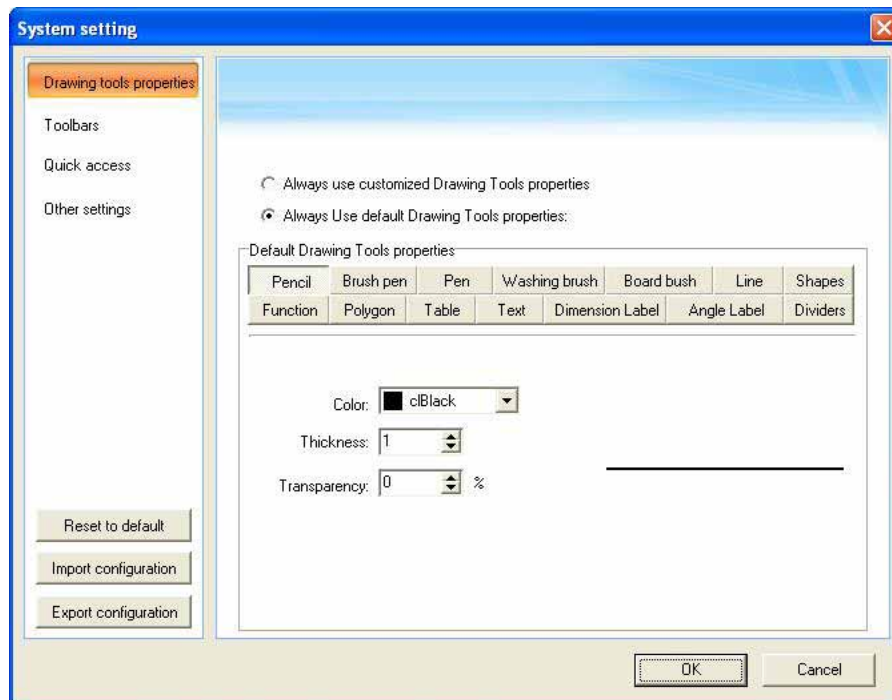 System setting
Drawing tools properties
Toolbars
Quick access
Other settings
Always use customized Drawing Tools properties
Always Use default Drawing Tools properties:
Default Drawing Tools properties
Pencil Brush pen Pen Washing brush Board bush Line Shapes
Function Polygon Table Text Dimension Label Angle Label Dividers
Color: clBlack
Thickness: 1
Transparency: 0 %
Reset to default
Import configuration
Export configuration
OK Cancel